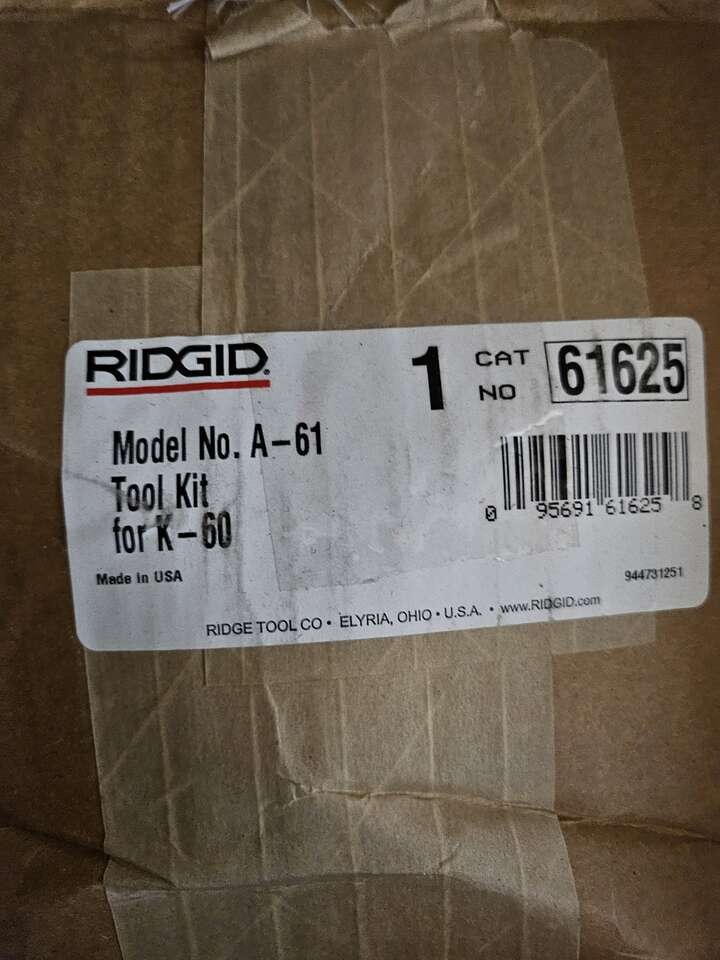 RIDGID®
1
CAT NO
61625
Model No. A-61
Tool Kit
for K-60
Made in USA
0 95691 61625 8
944731251
RIDGE TOOL CO • ELYRIA, OHIO • U.S.A. • www.RIDGID.com